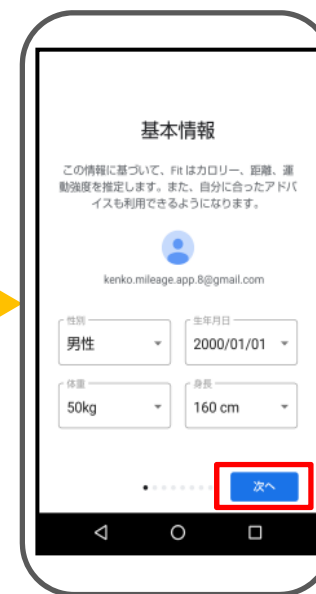 基本情報
この情報に基づいて、Fit はカロリー、距離、運
動強度を推定します。また、自分に合ったアドバ
イスも利用できるようになります。
kenko.mileage.app.8@gmail.com
性別
男性
生年月日
2000/01/01
体重
50kg
身長
160 cm
次へ